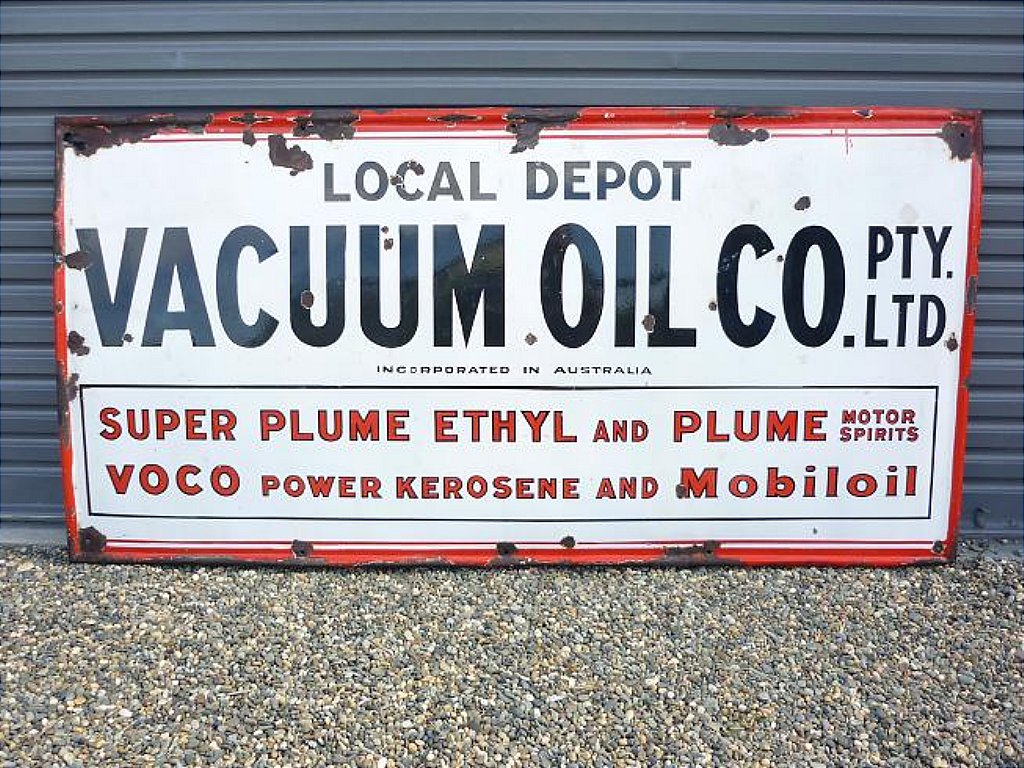 LOCAL DEPOT
VACUUM OIL CO. PTY. LTD.
INCORPORATED IN AUSTRALIA
SUPER PLUME ETHYL AND PLUME MOTOR SPIRITS
VOCO POWER KEROSENE AND Mobiloil